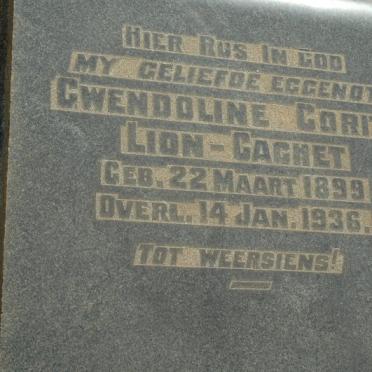 HIER RUS IN GOD
MY GELIEFDE EGGENOT
GWENDOLINE CORI
LION-CACHET
GEB. 22 MAART 1899
OVERL. 14 JAN. 1936.
TOT WEERSIENS!